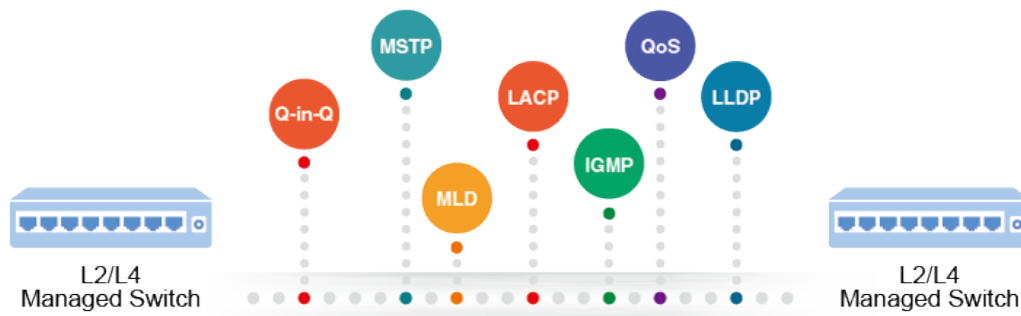 MSTP
QoS
Q-in-Q
LACP
LLDP
MLD
IGMP
L2/L4
Managed Switch
L2/L4
Managed Switch